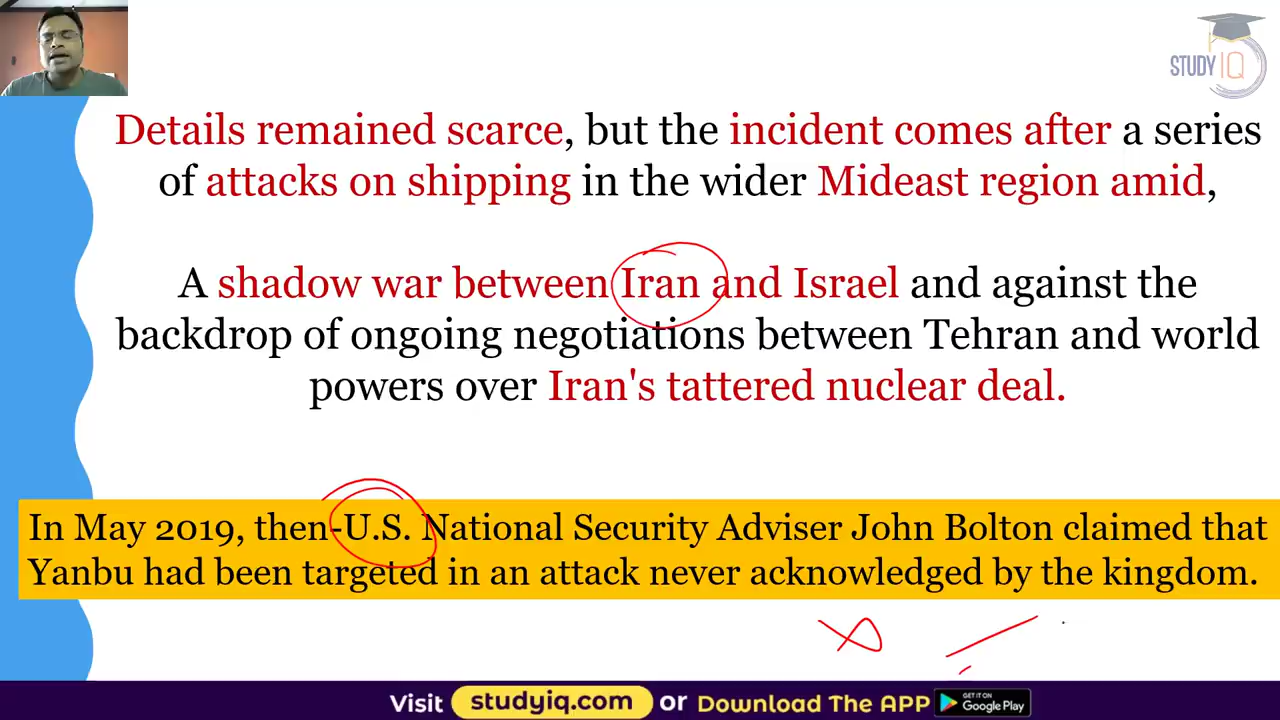 STUDY IQ
Details remained scarce, but the incident comes after a series
of attacks on shipping in the wider Mideast region amid,
A shadow war between Iran and Israel and against the
backdrop of ongoing negotiations between Tehran and world
powers over Iran's tattered nuclear deal.
In May 2019, then-U.S. National Security Adviser John Bolton claimed that
Yanbu had been targeted in an attack never acknowledged by the kingdom.
Visit studyiq.com or Download The APP GET IT ON Google Play